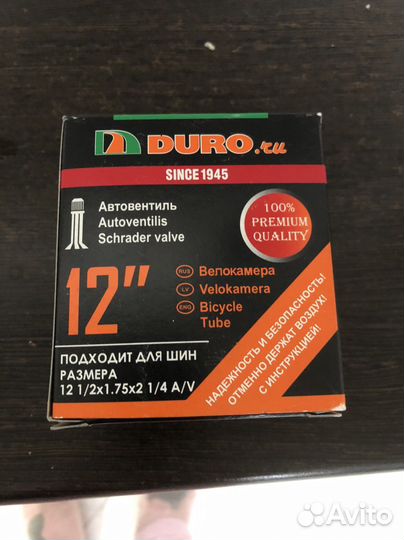 DURO.ru
SINCE 1945
Автовентиль
Autoventilis
Schrader valve
100%
PREMIUM
QUALITY
12"
RUS Велокамера
LV Velokamera
ENG Bicycle
Tube
ПОДХОДИТ ДЛЯ ШИН
РАЗМЕРА
12 1/2x1.75x2 1/4 A/V
НАДЕЖНОСТЬ И БЕЗОПАСНОСТЬ!
ОТМЕННО ДЕРЖАТ ВОЗДУХ!
С ИНСТРУКЦИЕЙ!
Avito